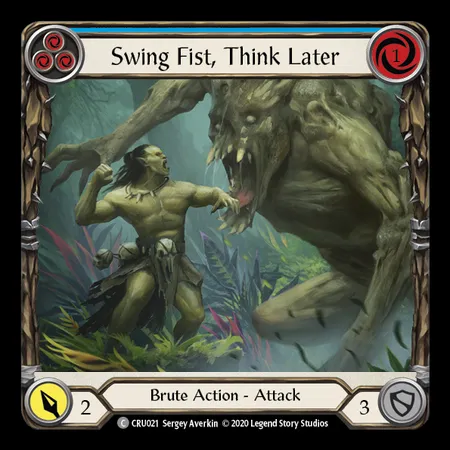 Swing Fist, Think Later
1
Brute Action - Attack
2
3
C CRU021 Sergey Averkin © 2020 Legend Story Studios